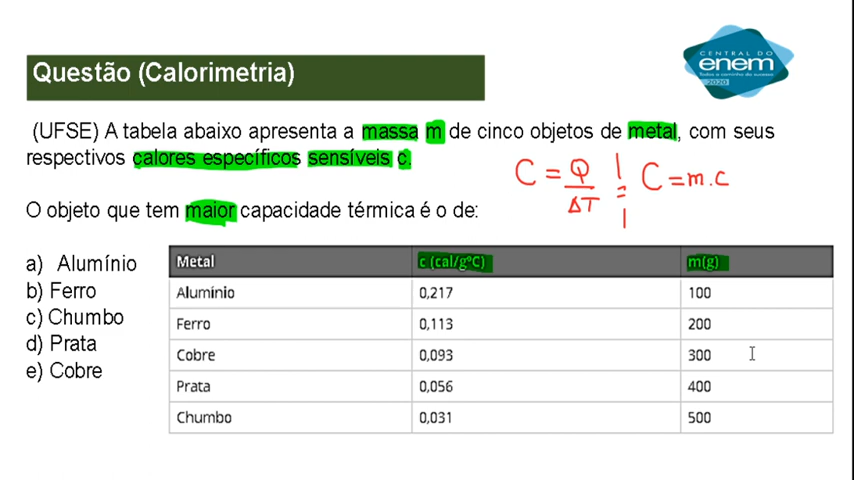 CENTRAL DO
enem
Todos a caminho do sucesso
2020
Questão (Calorimetria)
(UFSE) A tabela abaixo apresenta a massa m de cinco objetos de metal, com seus
respectivos calores específicos sensíveis c.
C = Q/ΔT C = m.c
O objeto que tem maior capacidade térmica é o de:
a) Alumínio
b) Ferro
c) Chumbo
d) Prata
e) Cobre
Metal c (cal/gºC) m(g)
Alumínio 0,217 100
Ferro 0,113 200
Cobre 0,093 300
Prata 0,056 400
Chumbo 0,031 500